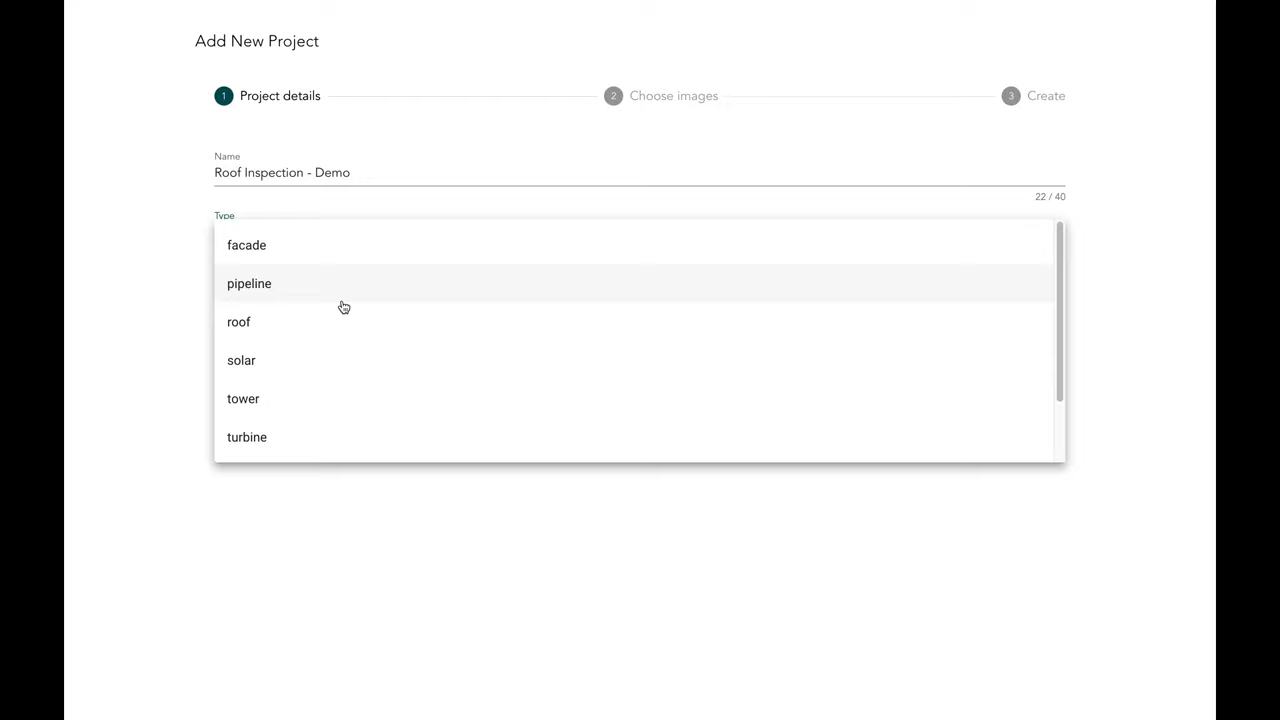 Add New Project
1 Project details 2 Choose images 3 Create
Name
Roof Inspection - Demo
22 / 40
Type
facade
pipeline
roof
solar
tower
turbine